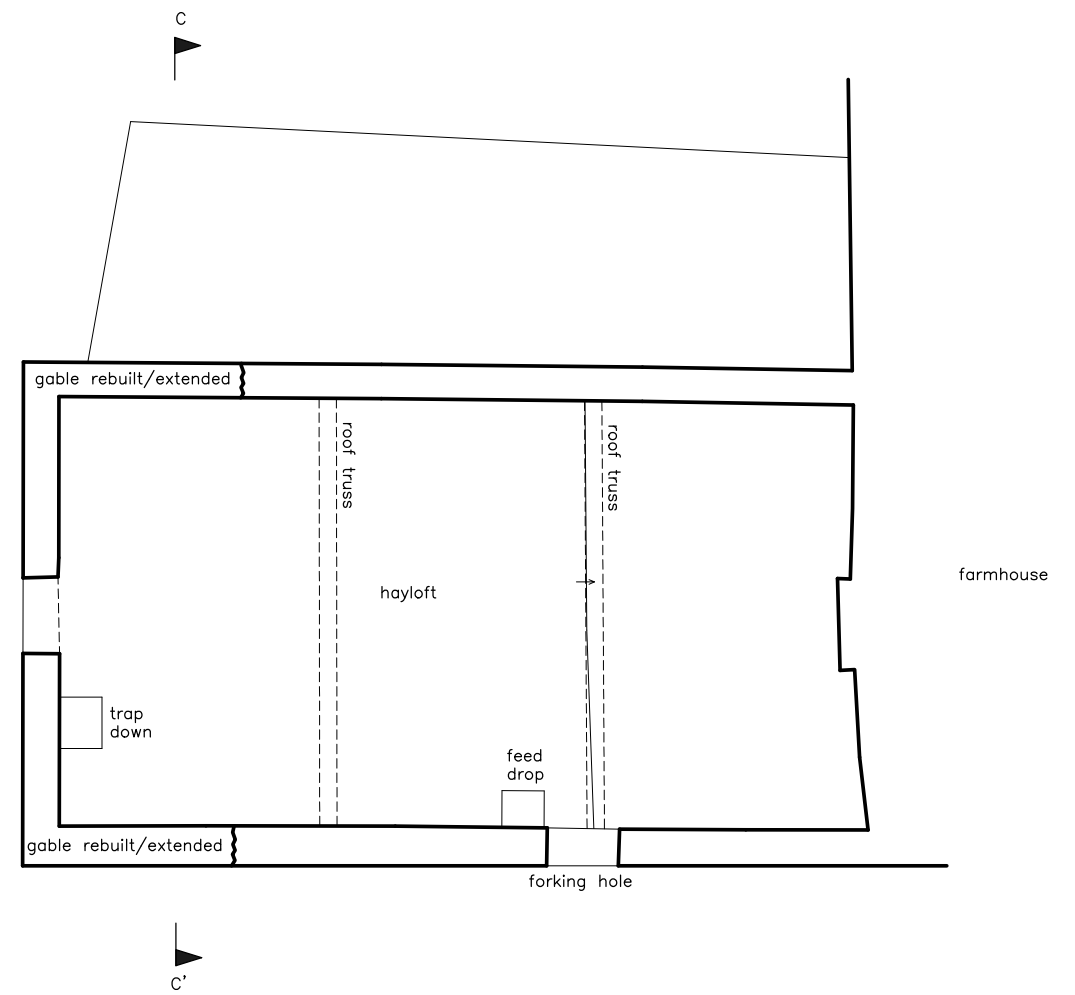 C
gable rebuilt/extended
roof truss
roof truss
farmhouse
hayloft
trap
down
feed
drop
gable rebuilt/extended
forking hole
C'